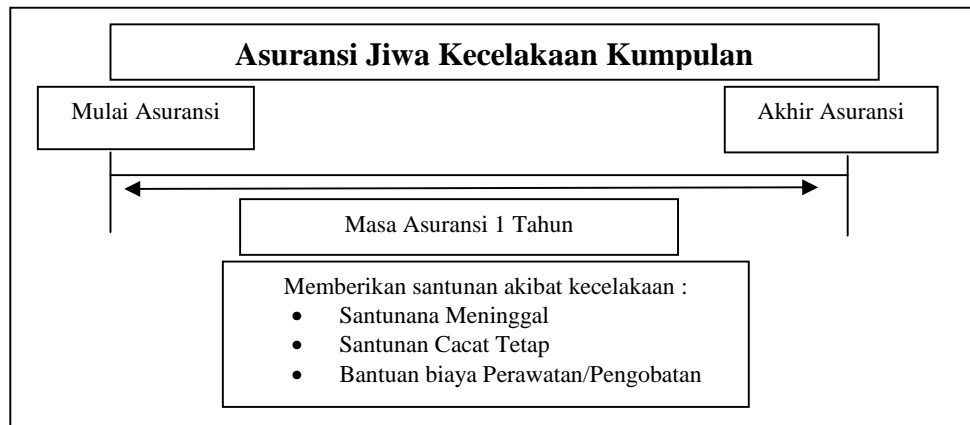 Asuransi Jiwa Kecelakaan Kumpulan
Mulai Asuransi
Akhir Asuransi
Masa Asuransi 1 Tahun
Memberikan santunan akibat kecelakaan :
• Santunana Meninggal
• Santunan Cacat Tetap
• Bantuan biaya Perawatan/Pengobatan